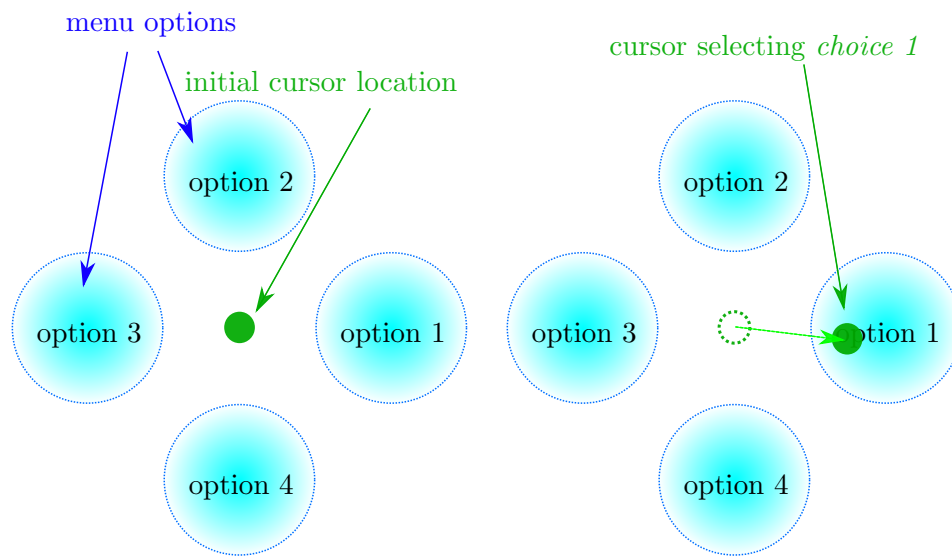 menu options
initial cursor location
option 2
option 3
option 1
option 4
cursor selecting choice 1
option 2
option 3
option 1
option 4